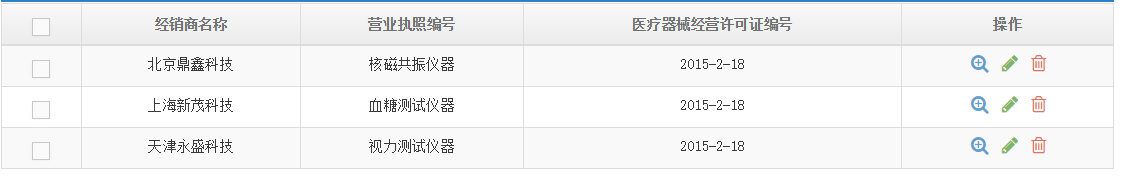 经销商名称 营业执照编号 医疗器械经营许可证编号 操作
北京鼎鑫科技 核磁共振仪器 2015-2-18
上海新茂科技 血糖测试仪器 2015-2-18
天津永盛科技 视力测试仪器 2015-2-18